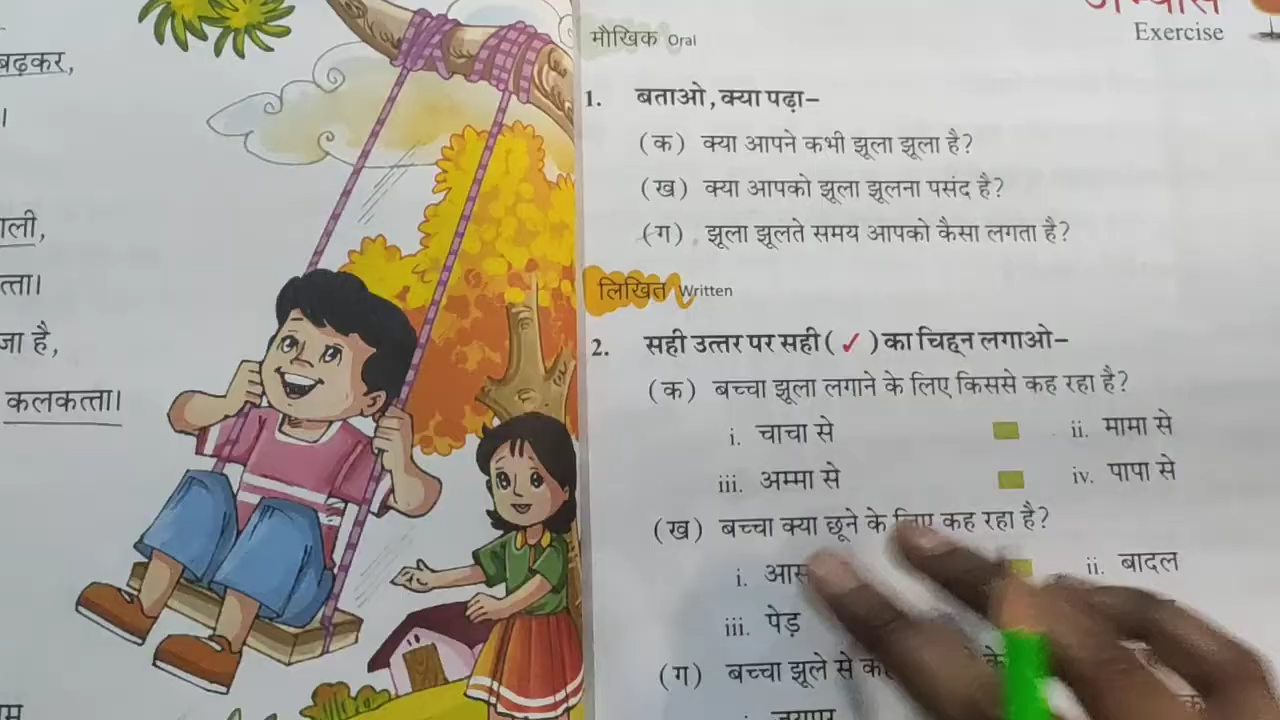 बढ़कर,
।
त्ता।
जा है,
कलकत्ता।
Exercise
मौखिक Oral
1. बताओ, क्या पढ़ा-
(क) क्या आपने कभी झूला झूला है?
(ख) क्या आपको झूला झूलना पसंद है?
(ग) झूला झूलते समय आपको कैसा लगता है?
लिखित Written
2. सही उत्तर पर सही ( ✓ ) का चिह्न लगाओ-
(क) बच्चा झूला लगाने के लिए किससे कह रहा है?
i. चाचा से ii. मामा से
iii. अम्मा से iv. पापा से
(ख) बच्चा क्या छूने के लिए कह रहा है?
i. ii. बादल
iii. पेड़
(ग) बच्चा झूले से